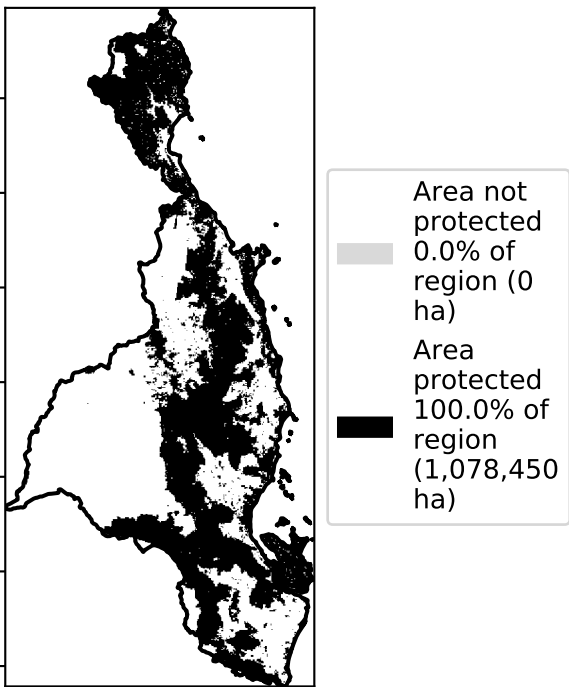 Area not
protected
0.0% of
region (0
ha)
Area
protected
100.0% of
region
(1,078,450
ha)